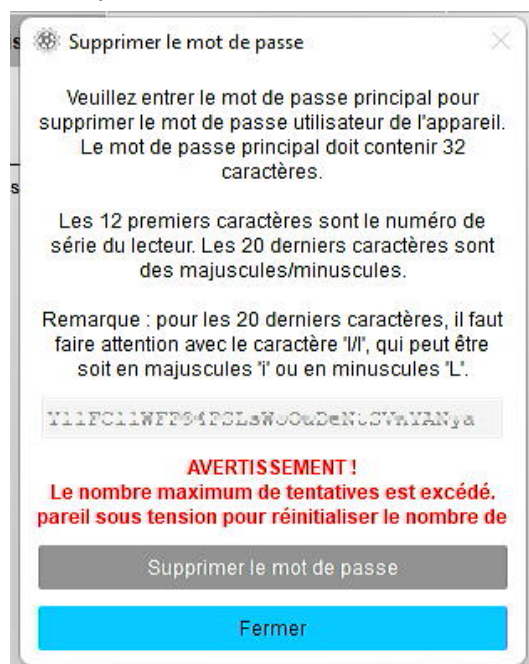 Supprimer le mot de passe
Veuillez entrer le mot de passe principal pour
supprimer le mot de passe utilisateur de l'appareil.
Le mot de passe principal doit contenir 32
caractères.
Les 12 premiers caractères sont le numéro de
série du lecteur. Les 20 derniers caractères sont
des majuscules/minuscules.
Remarque : pour les 20 derniers caractères, il faut
faire attention avec le caractère 'l/I', qui peut être
soit en majuscules 'i' ou en minuscules 'L'.
AVERTISSEMENT !
Le nombre maximum de tentatives est excédé.
pareil sous tension pour réinitialiser le nombre de
Supprimer le mot de passe
Fermer